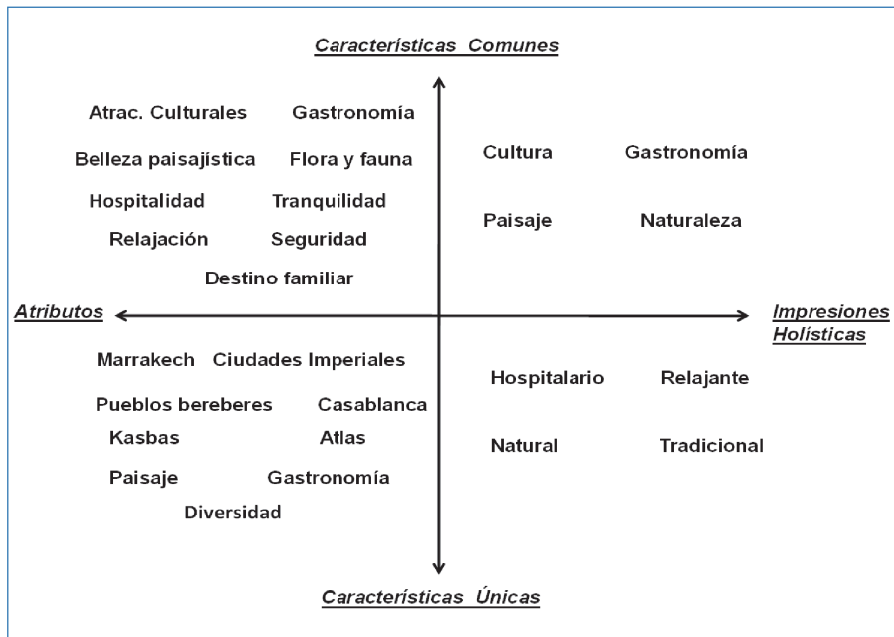 Características Comunes
Atrac. Culturales Gastronomía
Belleza paisajística Flora y fauna
Hospitalidad Tranquilidad
Relajación Seguridad
Destino familiar
Cultura Gastronomía
Paisaje Naturaleza
Atributos
Impresiones
Holísticas
Marrakech Ciudades Imperiales
Pueblos bereberes Casablanca
Kasbas Atlas
Paisaje Gastronomía
Diversidad
Hospitalario Relajante
Natural Tradicional
Características Únicas